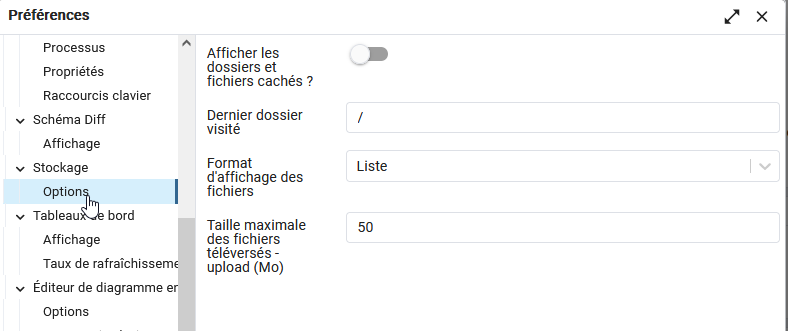 Préférences
Processus
Propriétés
Raccourcis clavier
Schéma Diff
Affichage
Stockage
Options
Tableaux de bord
Affichage
Taux de rafraîchisseme
Éditeur de diagramme er
Options
Afficher les
dossiers et
fichiers cachés ?
Dernier dossier
visité
/
Format
d'affichage des
fichiers
Liste
Taille maximale
des fichiers
téléversés -
upload (Mo)
50